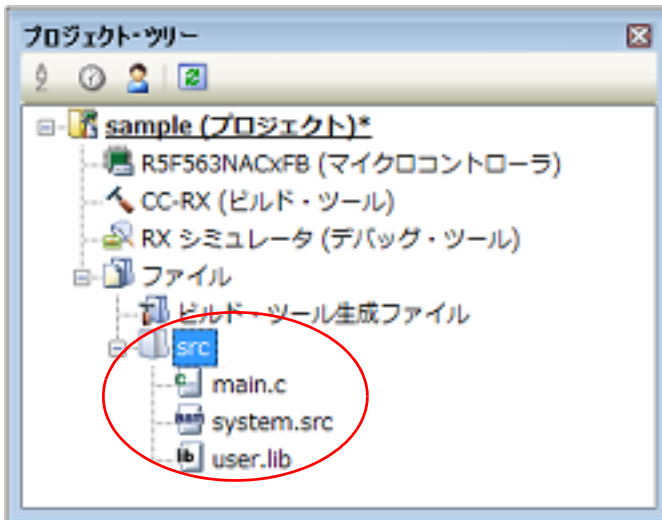 プロジェクト・ツリー
sample (プロジェクト)*
R5F563NACxFB (マイクロコントローラ)
CC-RX (ビルド・ツール)
RX シミュレータ (デバッグ・ツール)
ファイル
ビルド・ツール生成ファイル
src
main.c
system.src
user.lib